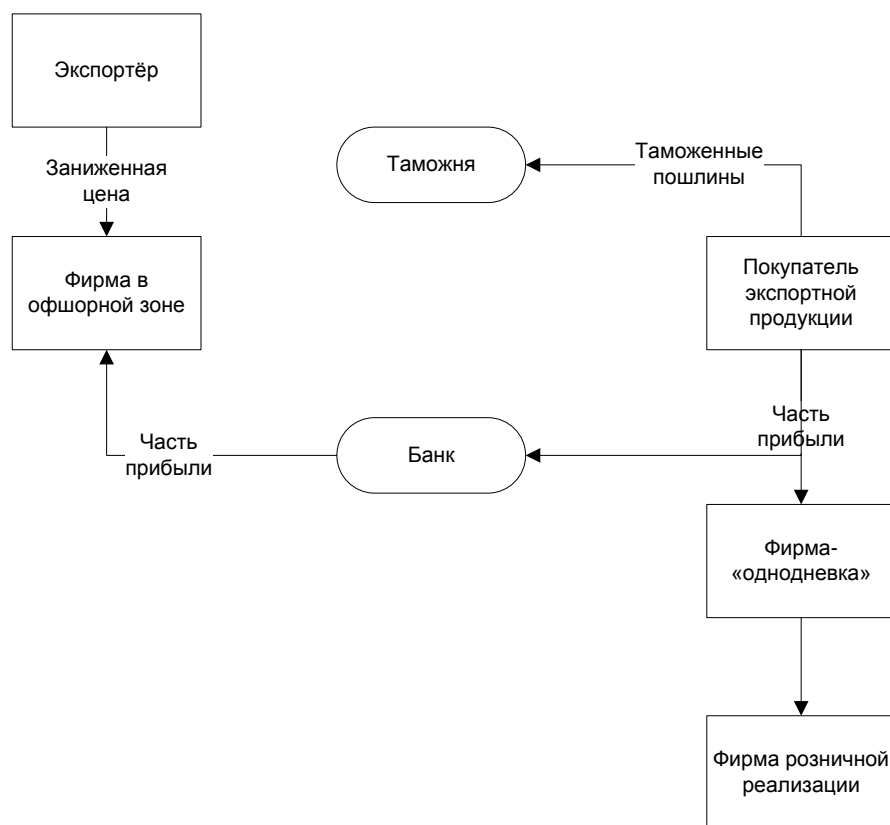 Экспортёр
Заниженная
цена
Таможня
Таможенные
пошлины
Фирма в
офшорной зоне
Покупатель
экспортной
продукции
Часть
прибыли
Банк
Часть
прибыли
Фирма-
«однодневка»
Фирма розничной
реализации